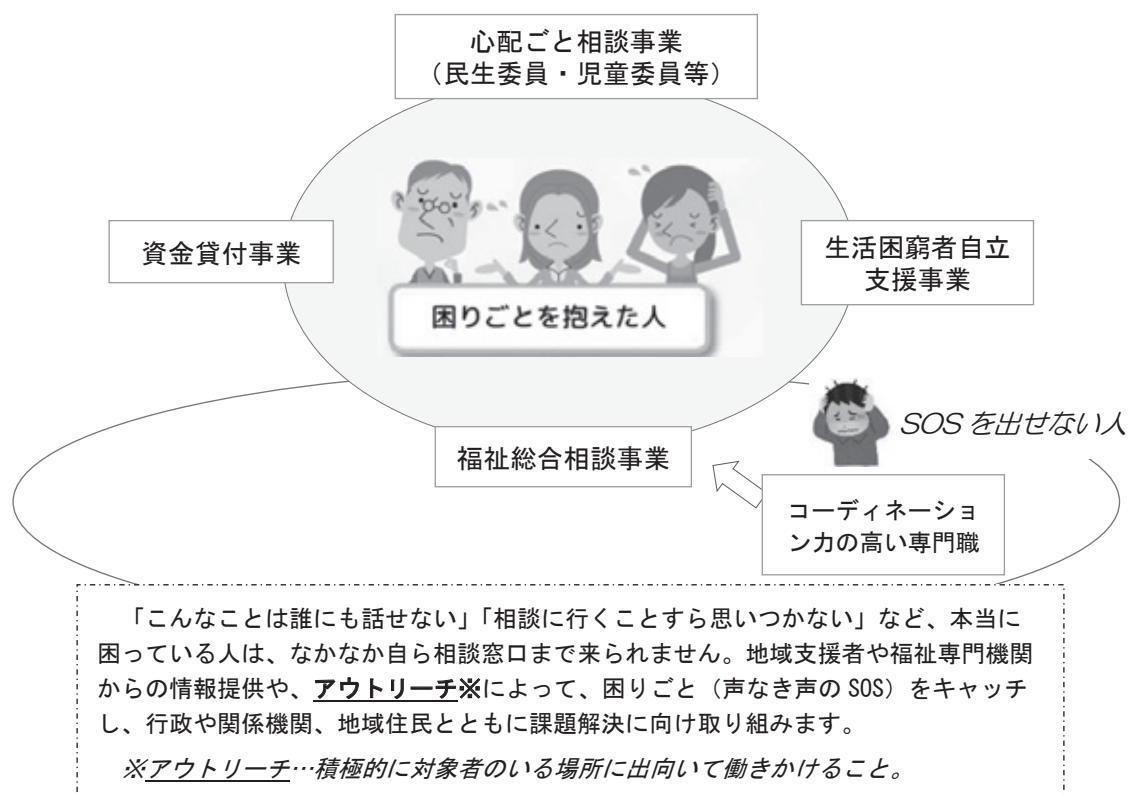 心配ごと相談事業
（民生委員・児童委員等）
資金貸付事業
生活困窮者自立
支援事業
困りごとを抱えた人
福祉総合相談事業
SOS を出せない人
コーディネーショ
ン力の高い専門職
「こんなことは誰にも話せない」「相談に行くことすら思いつかない」など、本当に
困っている人は、なかなか自ら相談窓口まで来られません。地域支援者や福祉専門機関
からの情報提供や、アウトリーチ※によって、困りごと（声なき声の SOS）をキャッチ
し、行政や関係機関、地域住民とともに課題解決に向け取り組みます。
※アウトリーチ…積極的に対象者のいる場所に出向いて働きかけること。